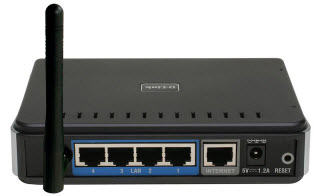 D-Link
4 3 LAN 2 1 INTERNET 5V⎓1.2A RESET